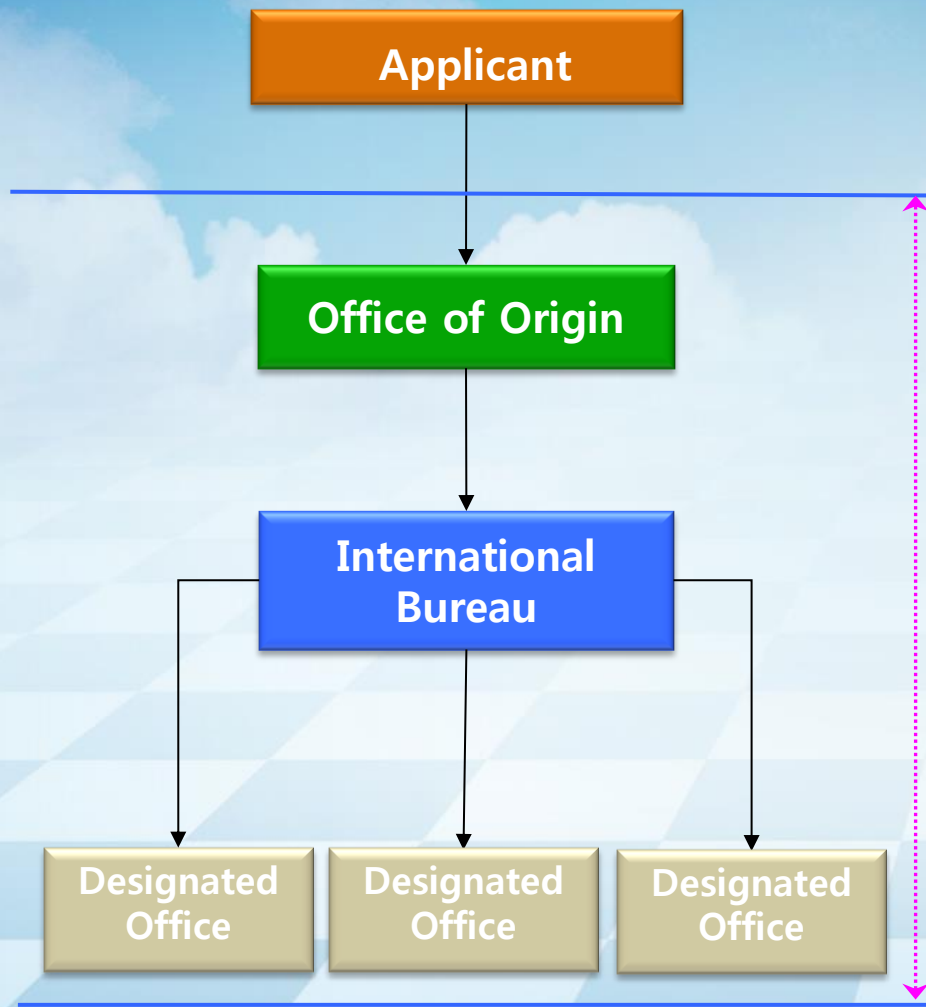 Applicant
Office of Origin
International
Bureau
Designated
Office
Designated
Office
Designated
Office